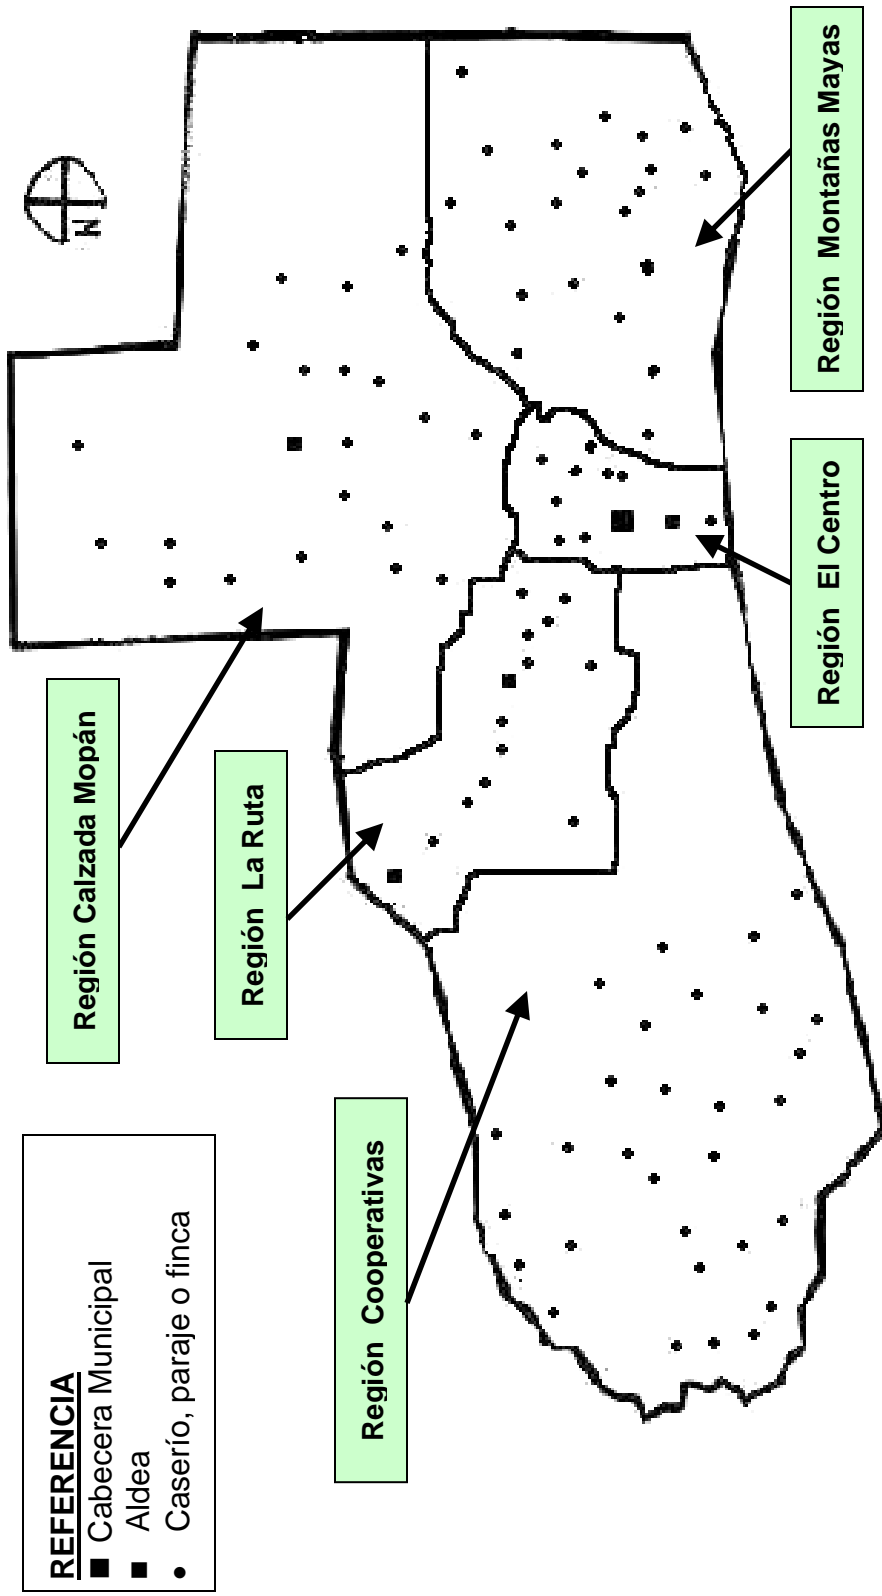 REFERENCIA
Cabecera Municipal
Aldea
Caserío, paraje o finca
Región Calzada Mopán
Región La Ruta
Región Cooperativas
Región Montañas Mayas
Región El Centro
N